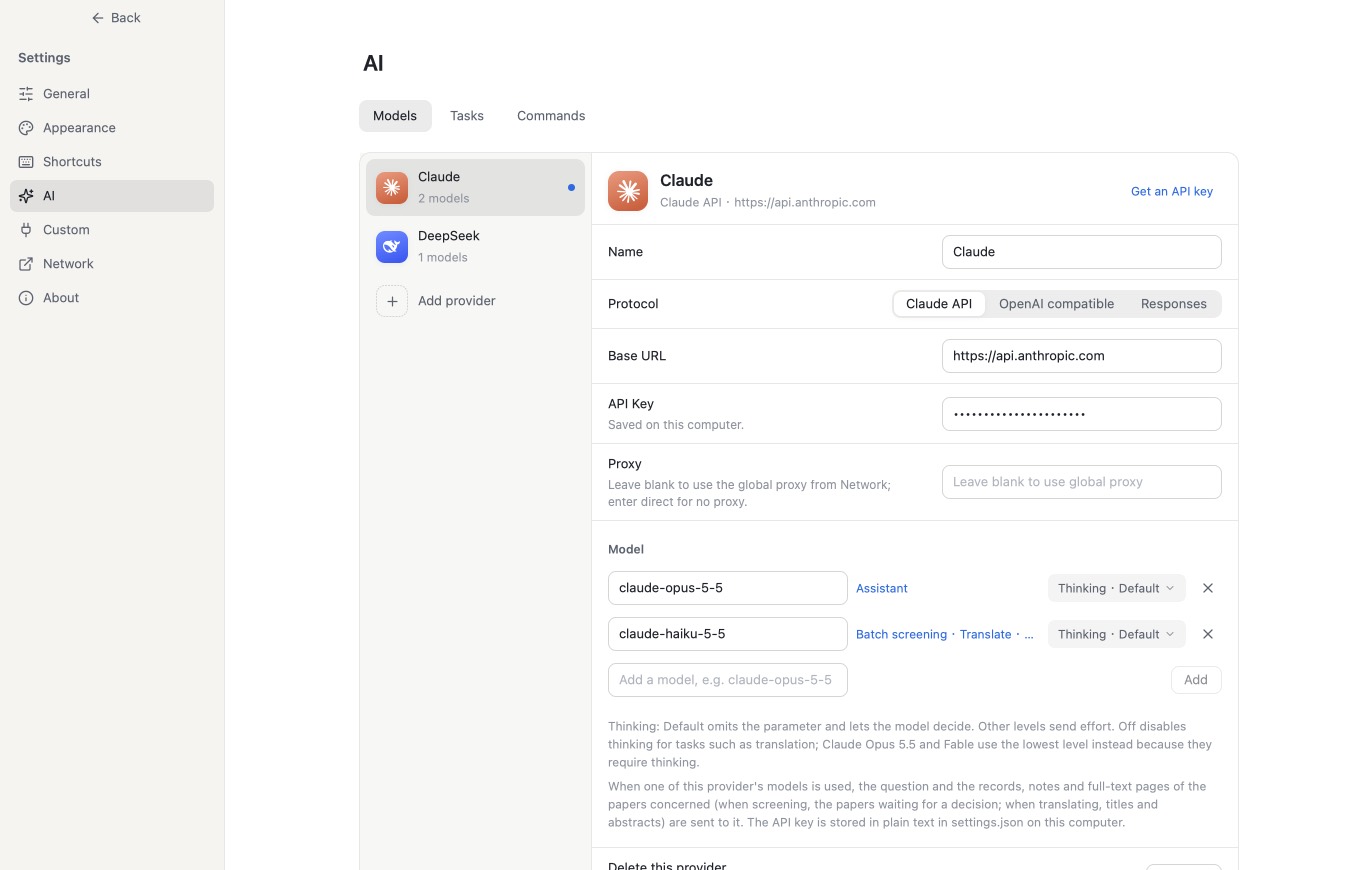 Back
Settings
General
Appearance
Shortcuts
AI
Custom
Network
About
AI
Models
Tasks
Commands
Claude
2 models
DeepSeek
1 models
Add provider
Claude
Claude API · https://api.anthropic.com
Get an API key
Name
Claude
Protocol
Claude API
OpenAI compatible
Responses
Base URL
https://api.anthropic.com
API Key
Saved on this computer.
••••••••••••••••••••••
Proxy
Leave blank to use the global proxy from Network;
enter direct for no proxy.
Leave blank to use global proxy
Model
claude-opus-5-5
Assistant
Thinking · Default
claude-haiku-5-5
Batch screening · Translate · ...
Thinking · Default
Add a model, e.g. claude-opus-5-5
Add
Thinking: Default omits the parameter and lets the model decide. Other levels send effort. Off disables
thinking for tasks such as translation; Claude Opus 5.5 and Fable use the lowest level instead because they
require thinking.
When one of this provider's models is used, the question and the records, notes and full-text pages of the
papers concerned (when screening, the papers waiting for a decision; when translating, titles and
abstracts) are sent to it. The API key is stored in plain text in settings.json on this computer.
Delete this provider